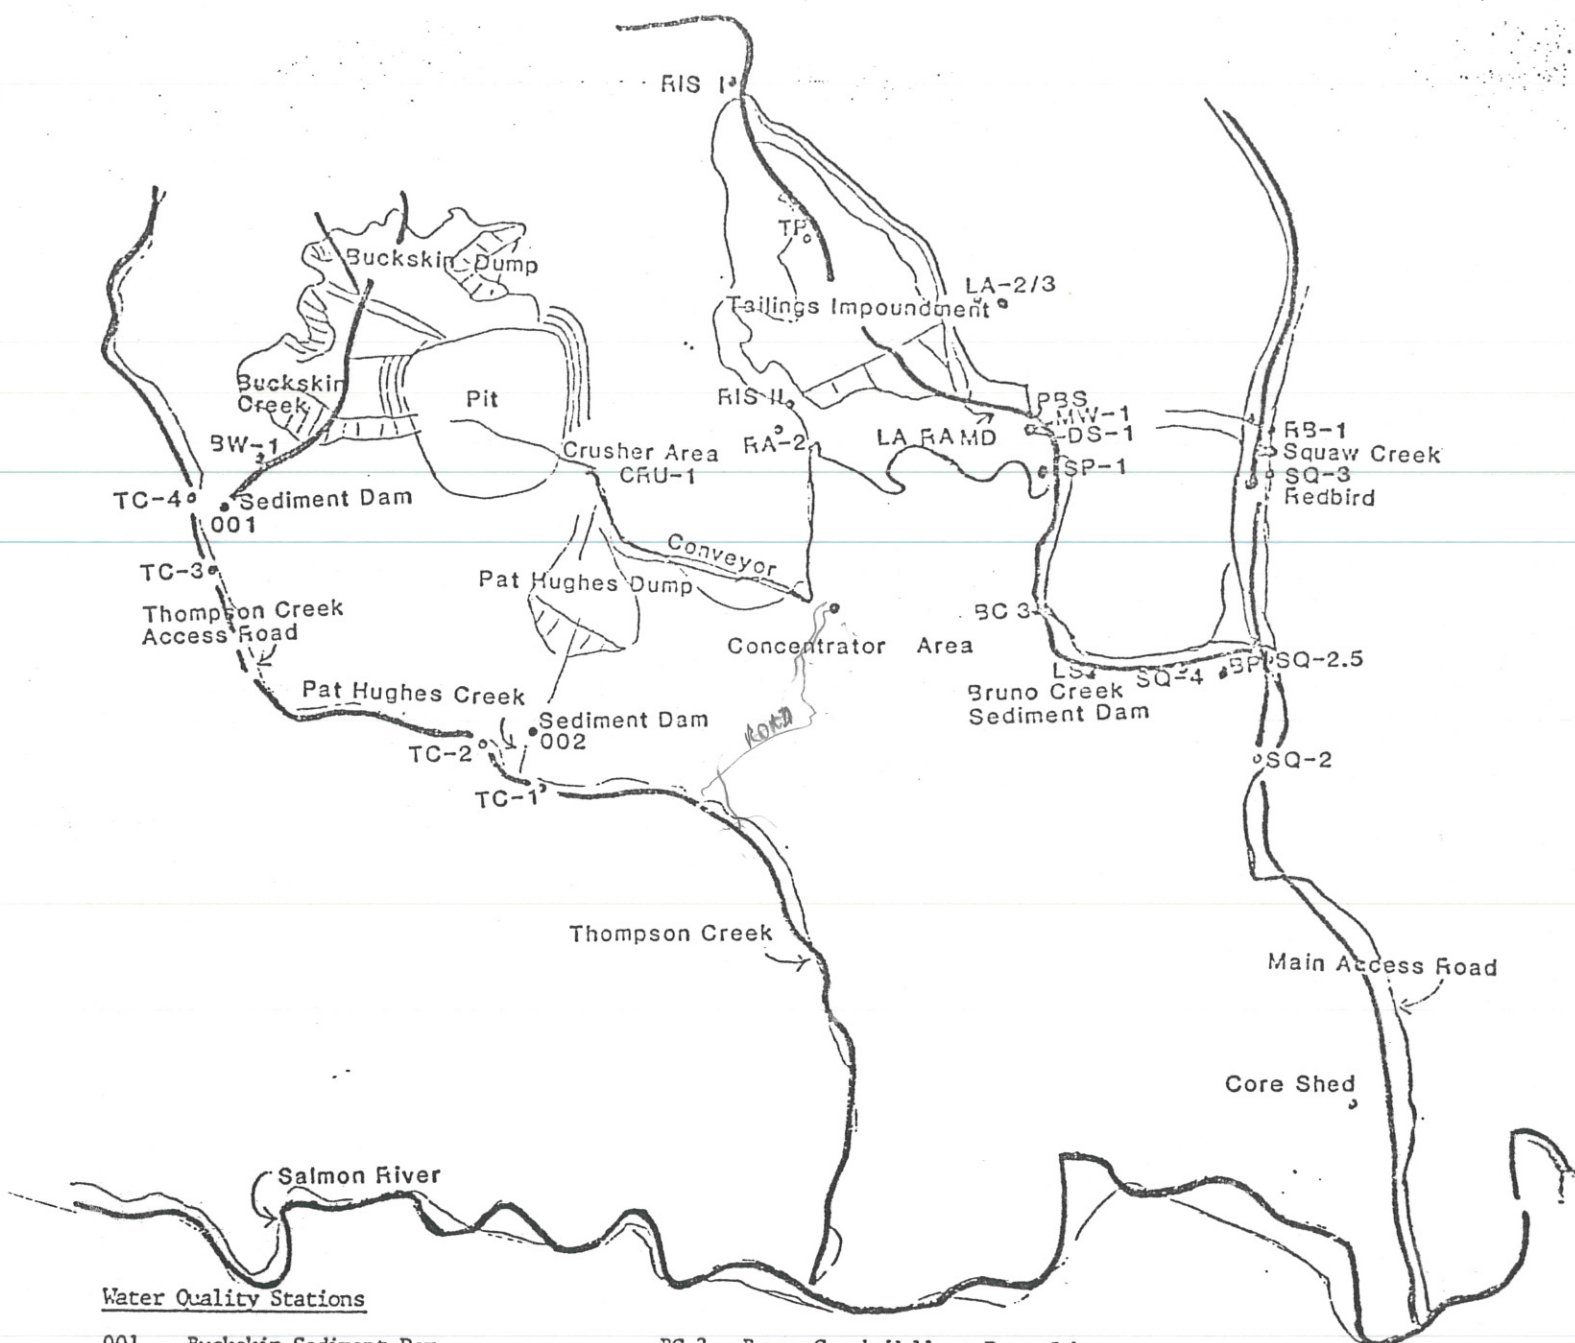 RIS I
TP
LA-2/3
Buckskin Dump
Tailings Impoundment
Buckskin
Creek
Pit
RIS II
PBS
MW-1
DS-1
RB-1
BW-1
Crusher Area
CRU-1
RA-2
LA RAMD
SP-1
Squaw Creek
SQ-3
Redbird
TC-4
Sediment Dam
001
Conveyor
TC-3
Pat Hughes Dump
Thompson Creek
Access Road
BC 3
Concentrator Area
LS
SQ-4
BP
SQ-2.5
Bruno Creek
Sediment Dam
Pat Hughes Creek
Sediment Dam
002
ROAD
TC-2
SQ-2
TC-1
Thompson Creek
Main Access Road
Core Shed
Salmon River
Water Quality Stations